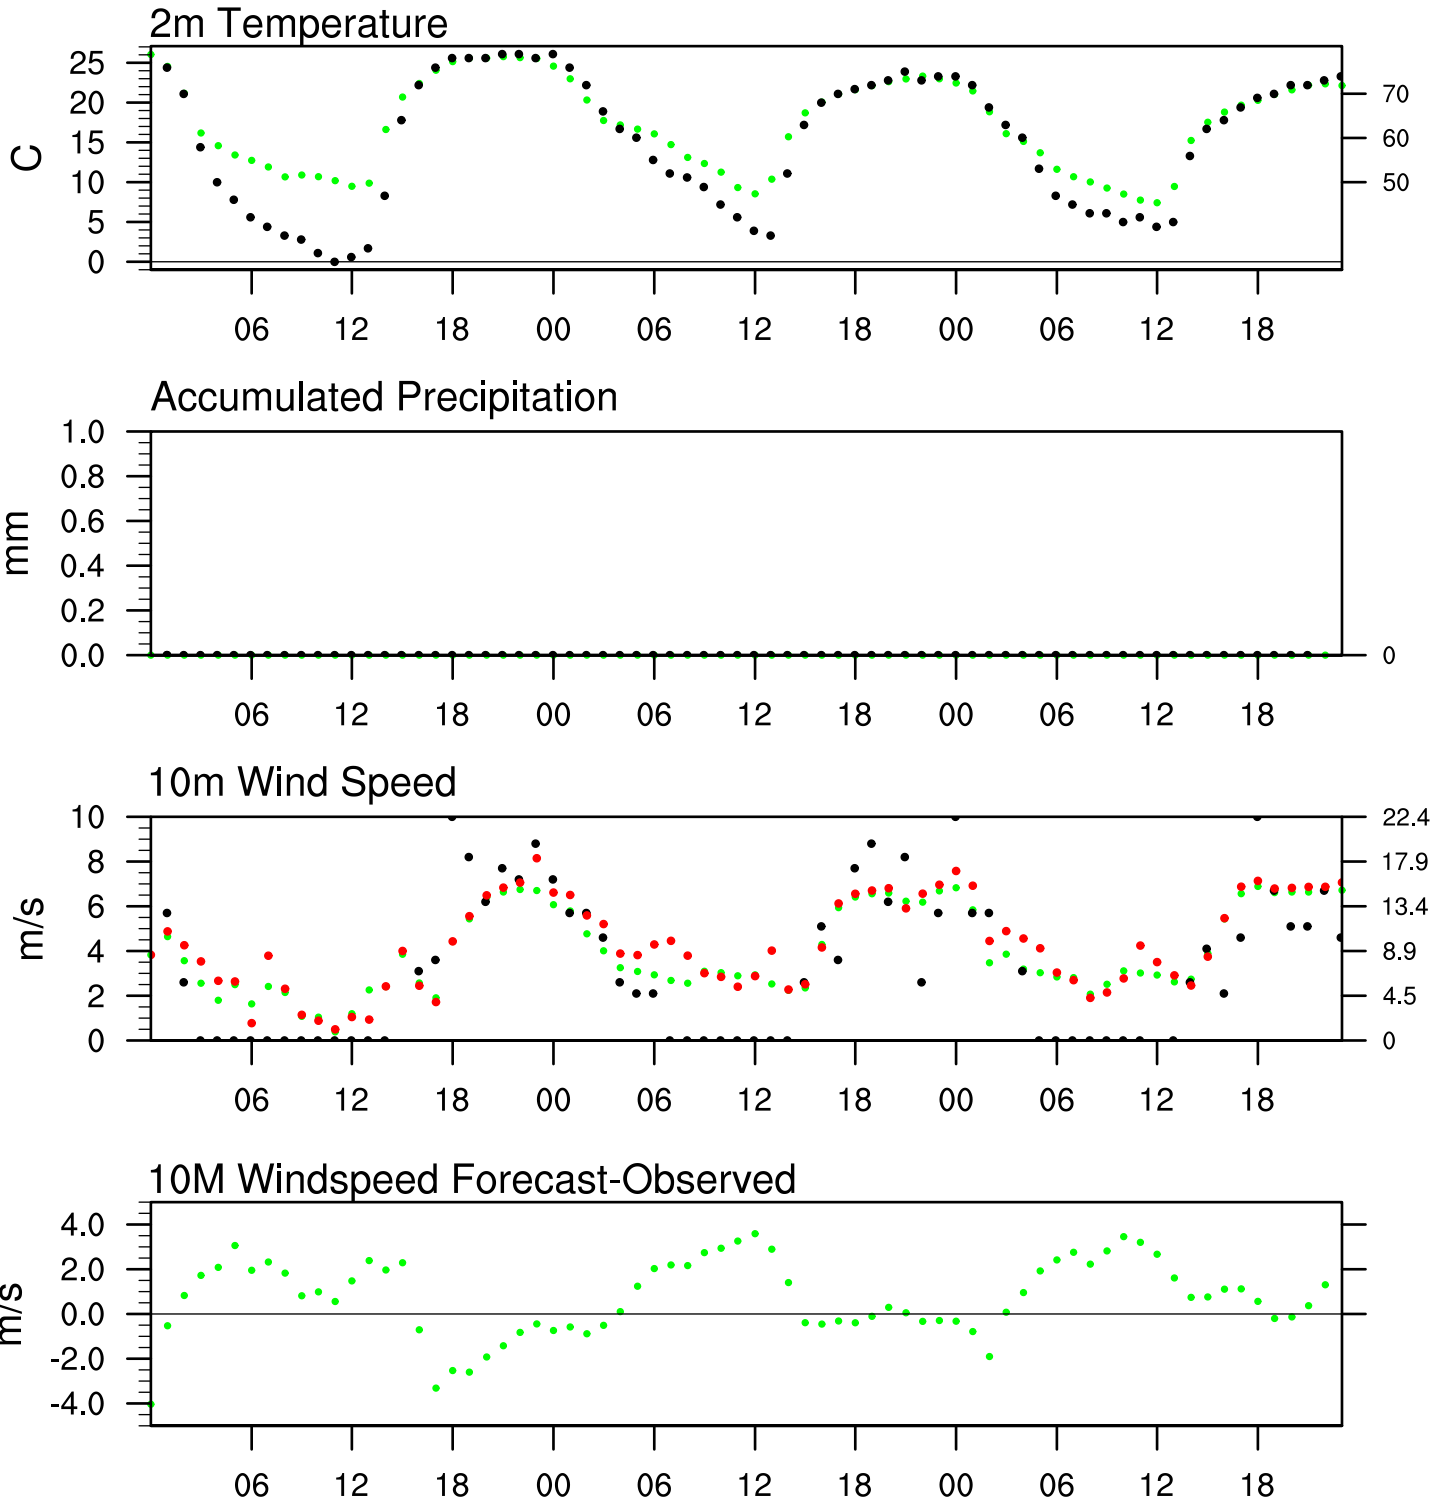 2m Temperature
25
20 70
15 60
C
10 50
5
0
06 12 18 00 06 12 18 00 06 12 18
Accumulated Precipitation
1.0
0.8
0.6
mm
0.4
0.2
0.0 0
06 12 18 00 06 12 18 00 06 12 18
10m Wind Speed
10 22.4
8 17.9
6 13.4
m/s
4 8.9
2 4.5
0 0
06 12 18 00 06 12 18 00 06 12 18
10M Windspeed Forecast-Observed
4.0
2.0
0.0
m/s
-2.0
-4.0
06 12 18 00 06 12 18 00 06 12 18